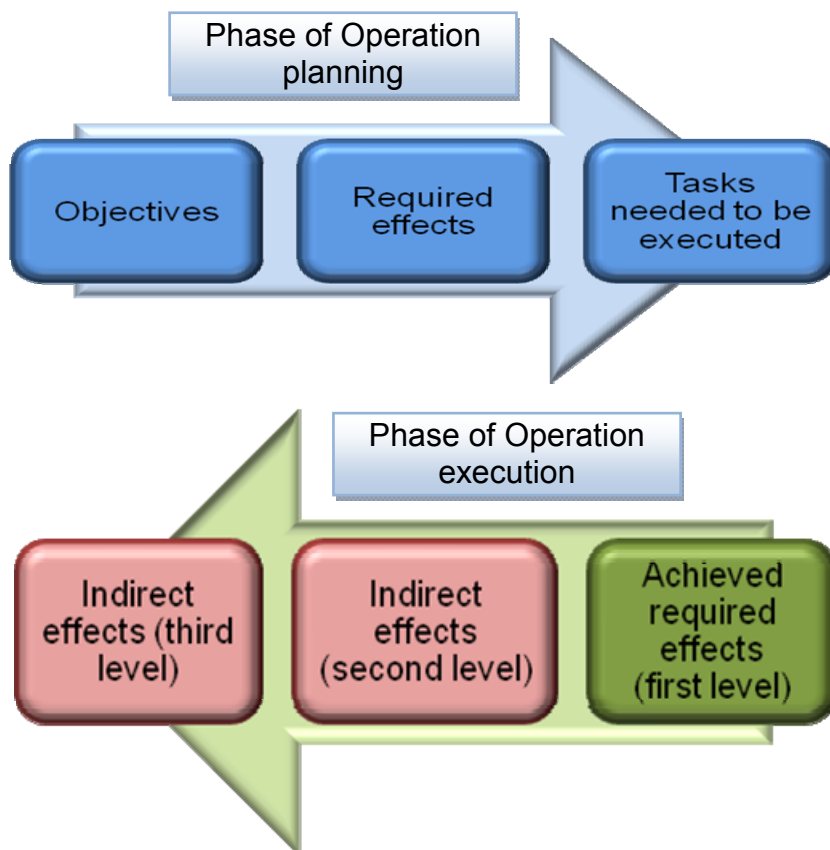 Phase of Operation
planning
Objectives
Required
effects
Tasks
needed to be
executed
Phase of Operation
execution
Indirect
effects (third
level)
Indirect
effects
(second level)
Achieved
required
effects
(first level)